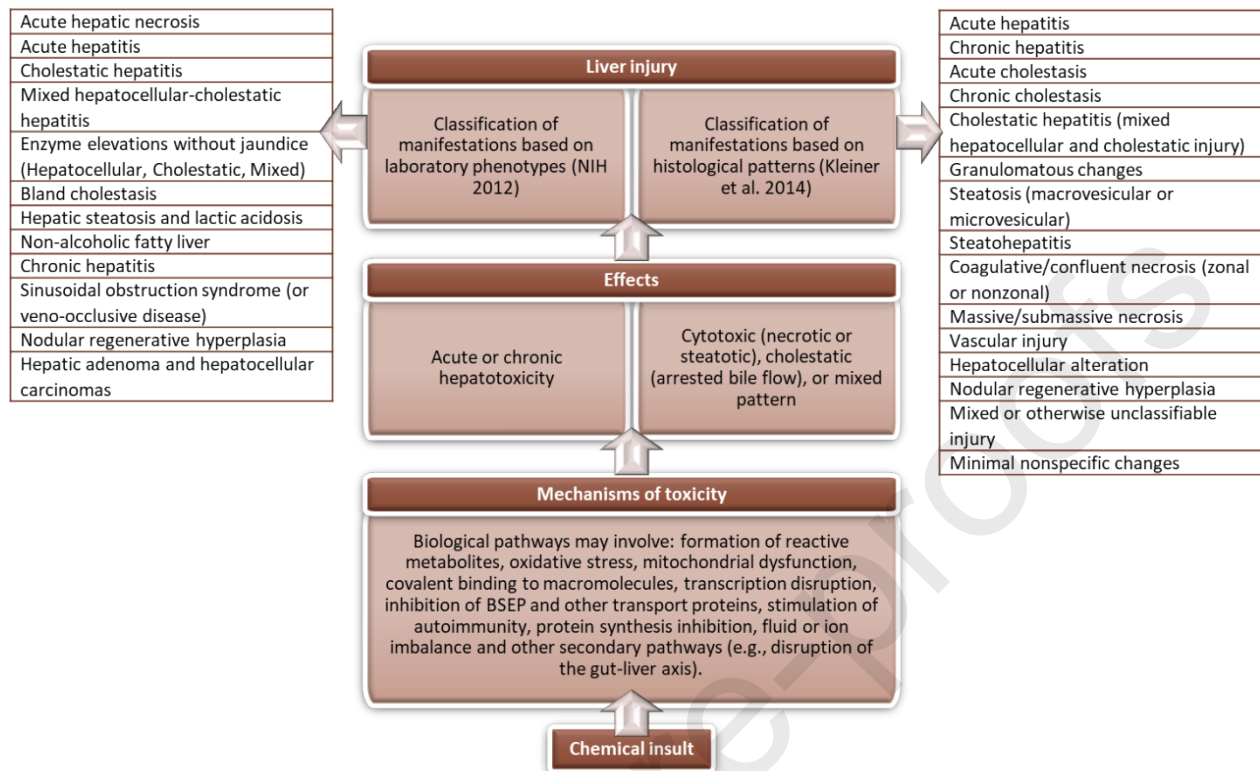 Acute hepatic necrosis
Acute hepatitis
Cholestatic hepatitis
Mixed hepatocellular-cholestatic
hepatitis
Enzyme elevations without jaundice
(Hepatocellular, Cholestatic, Mixed)
Bland cholestasis
Hepatic steatosis and lactic acidosis
Non-alcoholic fatty liver
Chronic hepatitis
Sinusoidal obstruction syndrome (or
veno-occlusive disease)
Nodular regenerative hyperplasia
Hepatic adenoma and hepatocellular
carcinomas
Liver injury
Classification of
manifestations based on
laboratory phenotypes (NIH
2012)
Classification of
manifestations based on
histological patterns (Kleiner
et al. 2014)
Effects
Acute or chronic
hepatotoxicity
Cytotoxic (necrotic or
steatotic), cholestatic
(arrested bile flow), or mixed
pattern
Mechanisms of toxicity
Biological pathways may involve: formation of reactive
metabolites, oxidative stress, mitochondrial dysfunction,
covalent binding to macromolecules, transcription disruption,
inhibition of BSEP and other transport proteins, stimulation of
autoimmunity, protein synthesis inhibition, fluid or ion
imbalance and other secondary pathways (e.g., disruption of
the gut-liver axis).
Chemical insult
Acute hepatitis
Chronic hepatitis
Acute cholestasis
Chronic cholestasis
Cholestatic hepatitis (mixed
hepatocellular and cholestatic injury)
Granulomatous changes
Steatosis (macrovesicular or
microvesicular)
Steatohepatitis
Coagulative/confluent necrosis (zonal
or nonzonal)
Massive/submassive necrosis
Vascular injury
Hepatocellular alteration
Nodular regenerative hyperplasia
Mixed or otherwise unclassifiable
injury
Minimal nonspecific changes
re-proofs